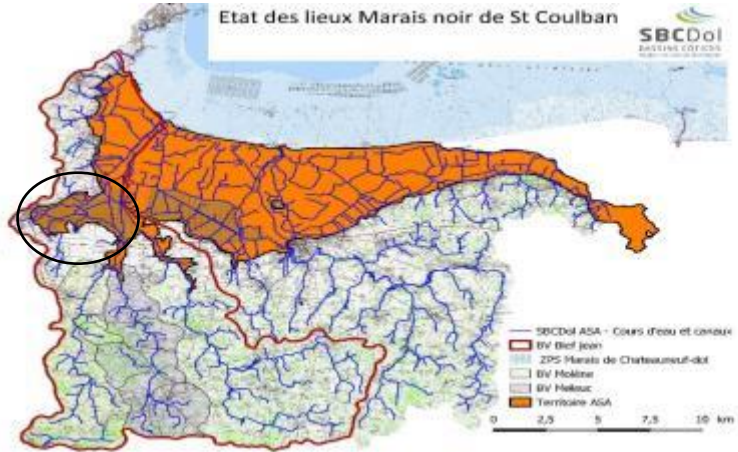 Etat des lieux Marais noir de St Coulban
SBCDol
BASSINS CÔTIERS
SBCDol ASA - Cours d'eau et canaux
BV Bief jean
ZPS Marais de Chateauneuf-dol
BV Molène
BV Meleuc
Territoire ASA
0 2,5 5 7,5 10 km